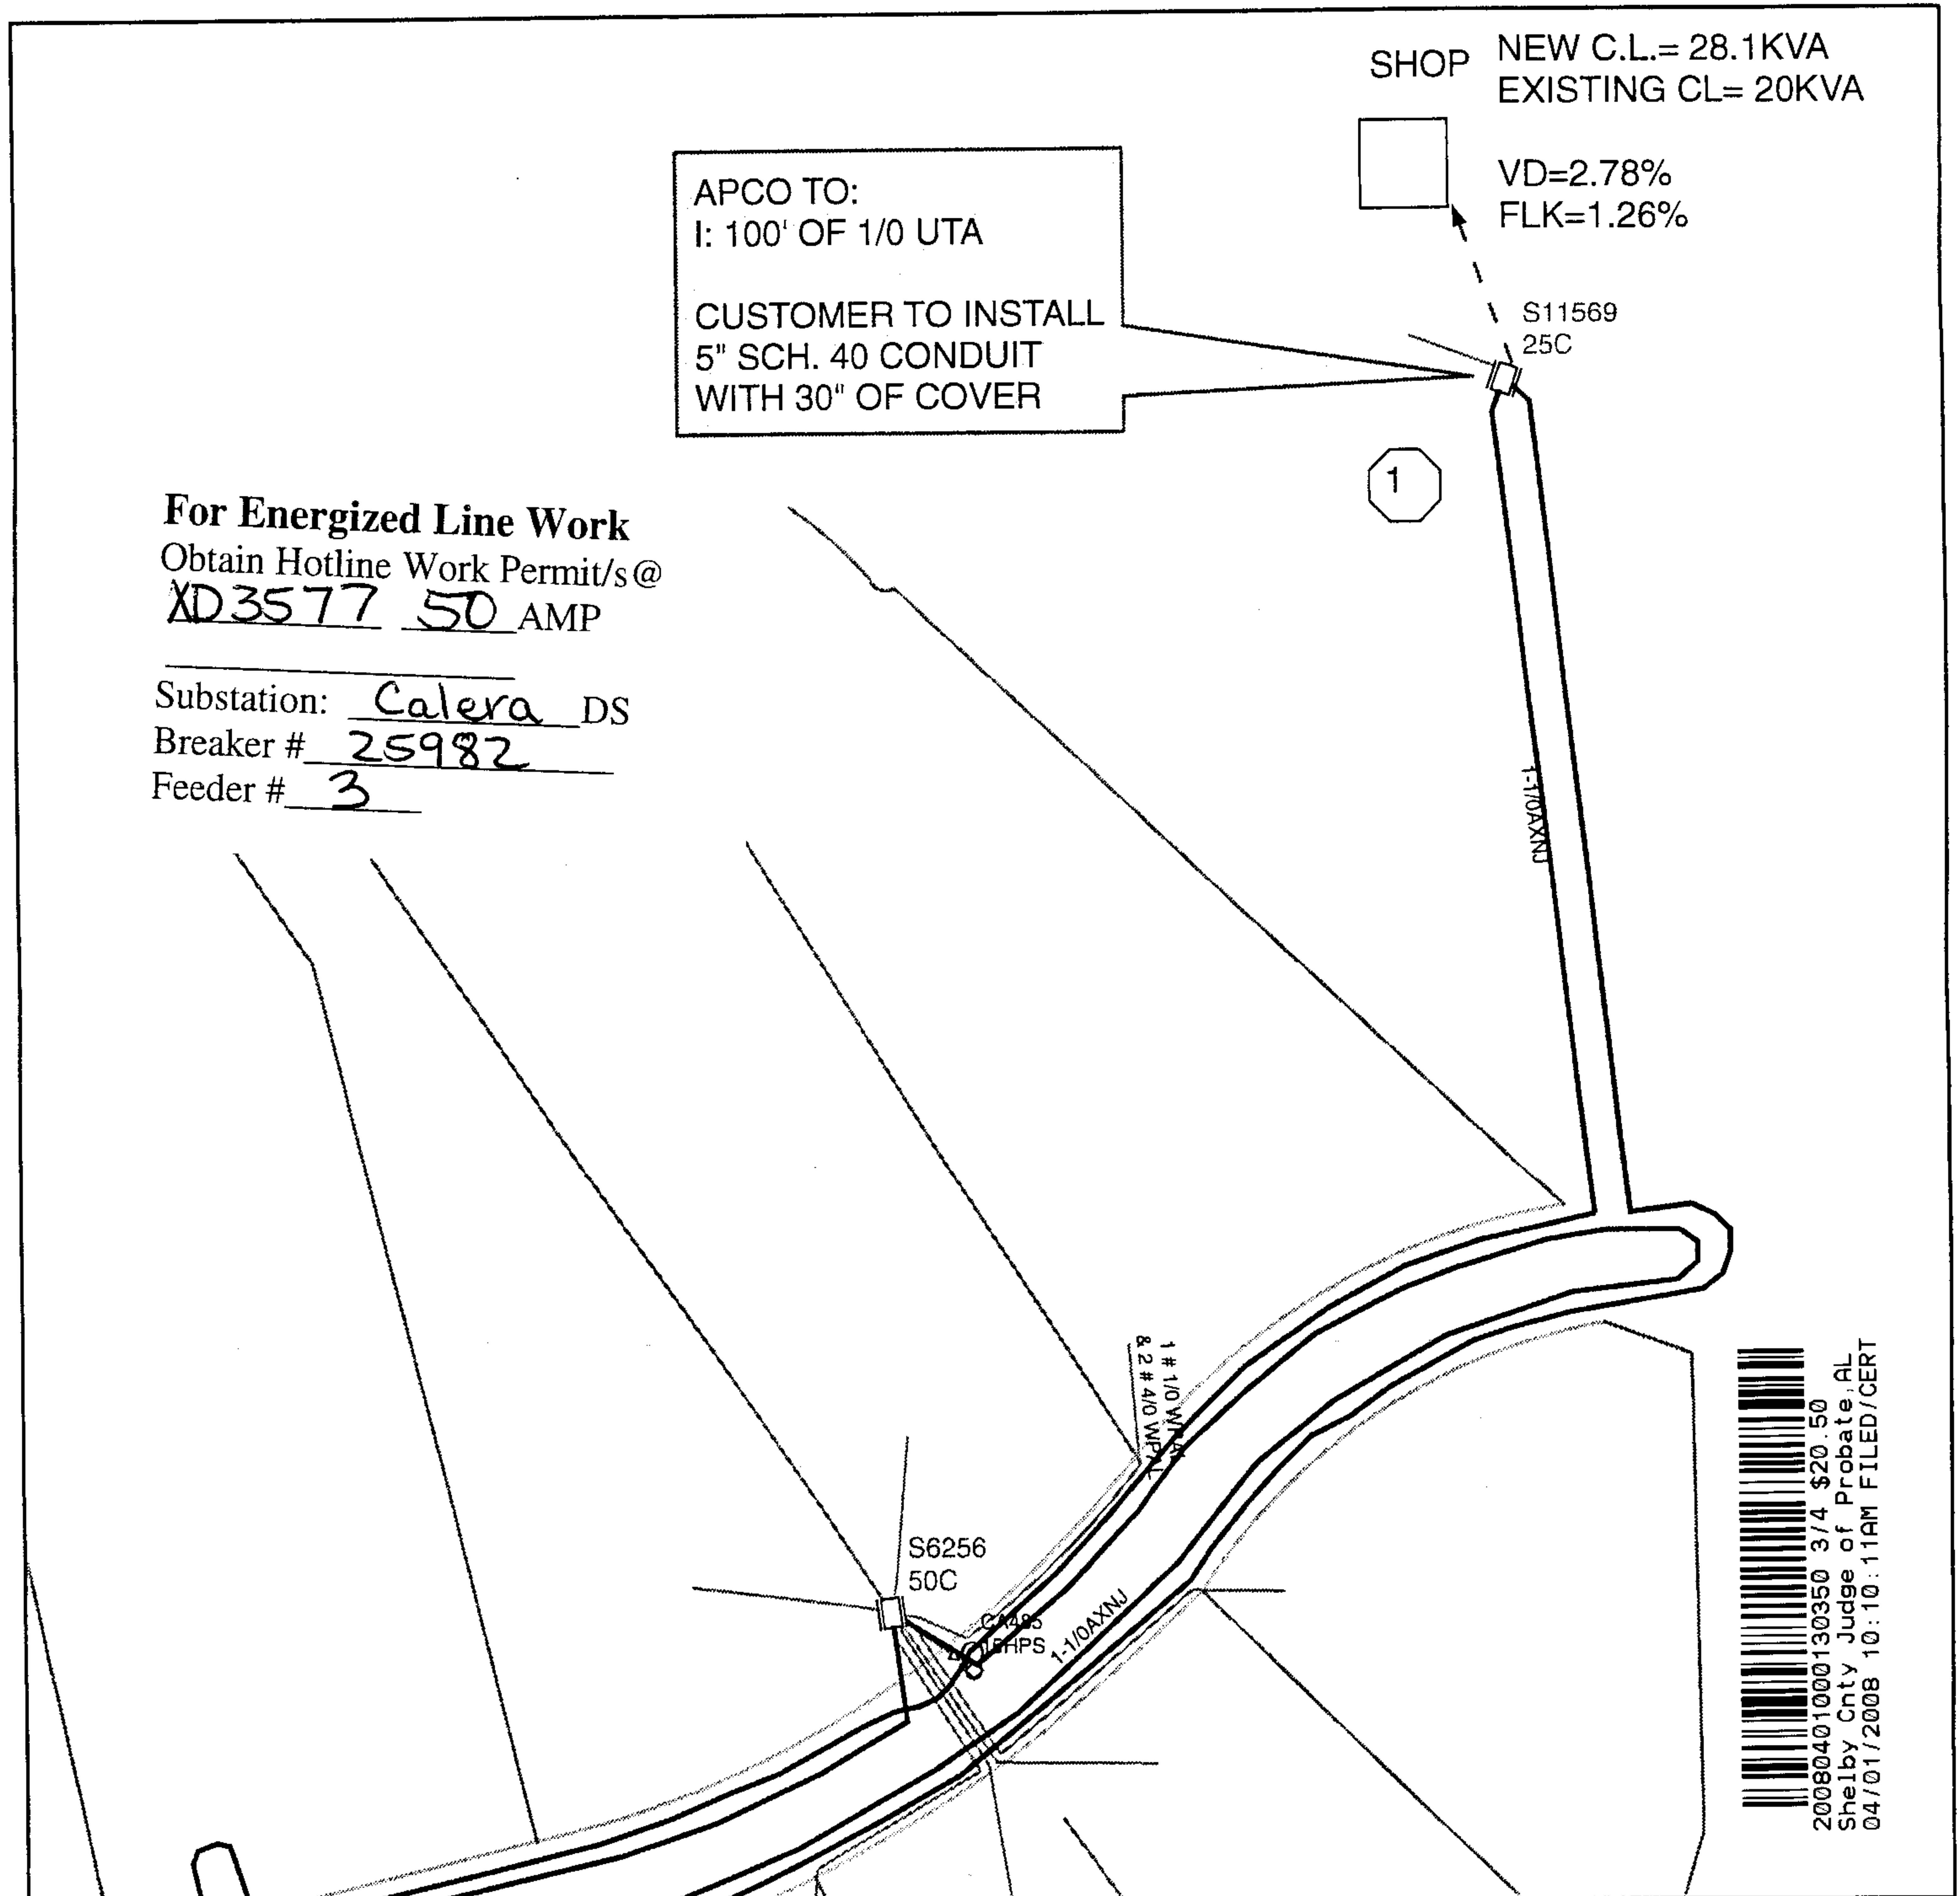 SHOP
NEW C.L.= 28.1KVA
EXISTING CL= 20KVA
VD=2.78%
FLK=1.26%
APCO TO:
I: 100' OF 1/0 UTA
CUSTOMER TO INSTALL
5" SCH. 40 CONDUIT
WITH 30" OF COVER
S11569
25C
1
For Energized Line Work
Obtain Hotline Work Permit/s@
XD3577 50 AMP
Substation: Calera DS
Breaker # 25982
Feeder # 3
1-1/0AXNJ
1 # 1/0 WPAL
& 2 # 4/0 WPAL
S6256
50C
CA485
HPS
1-1/0AXNJ
20080401000130350 3/4 $20.50
Shelby Cnty Judge of Probate,AL
04/01/2008 10:10:11AM FILED/CERT